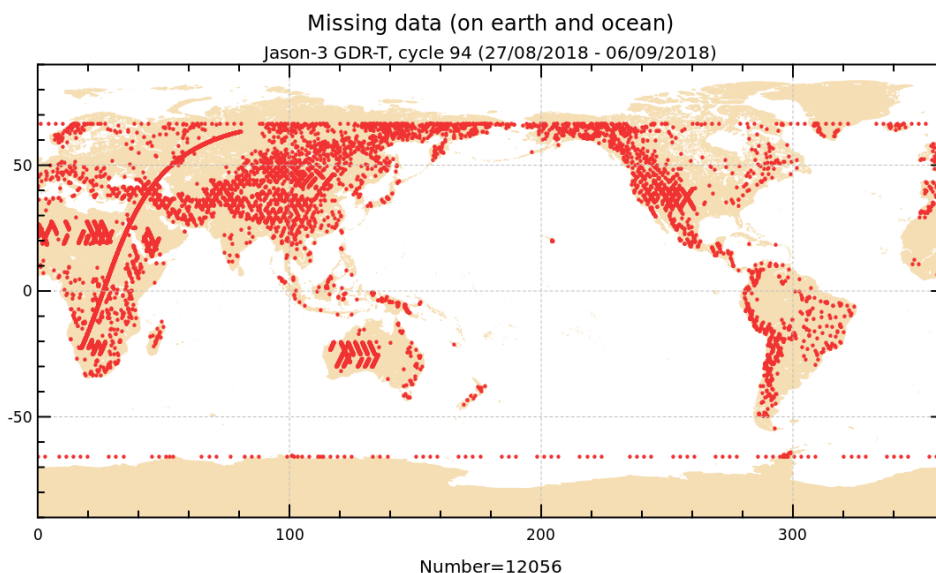 Missing data (on earth and ocean)
Jason-3 GDR-T, cycle 94 (27/08/2018 - 06/09/2018)
50
0
-50
0 100 200 300
Number=12056